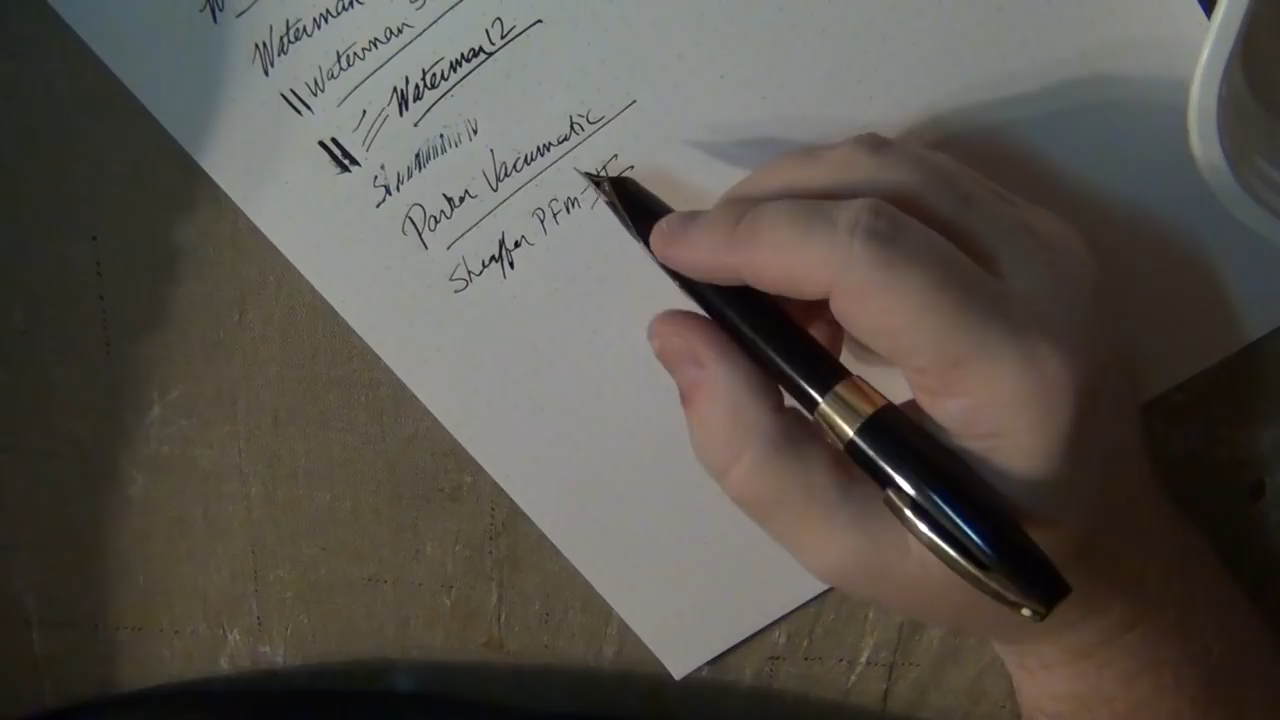 Waterman
Waterman
Waterman 12
Parker Vacumatic
Sheaffer PFM